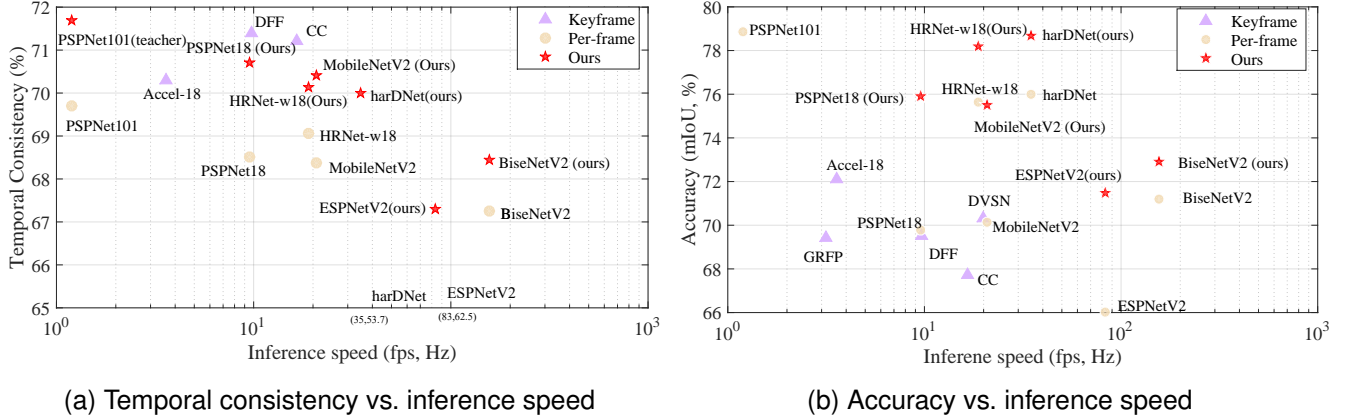 72
71
70
69
68
67
66
65
Temporal Consistency (%)
PSPNet101(teacher)
DFF
CC
PSPNet18 (Ours)
Accel-18
MobileNetV2 (Ours)
HRNet-w18(Ours)
harDNet(ours)
PSPNet101
HRNet-w18
PSPNet18
MobileNetV2
BiseNetV2 (ours)
ESPNetV2(ours)
BiseNetV2
harDNet
(35,53.7)
ESPNetV2
(83,62.5)
Keyframe
Per-frame
Ours
10^0
10^1
10^2
10^3
Inference speed (fps, Hz)
(a) Temporal consistency vs. inference speed
80
78
76
74
72
70
68
66
Accuracy (mIoU, %)
PSPNet101
HRNet-w18(Ours)
harDNet(ours)
PSPNet18 (Ours)
HRNet-w18
harDNet
MobileNetV2 (Ours)
Accel-18
ESPNetV2(ours)
BiseNetV2 (ours)
DVSN
BiseNetV2
PSPNet18
MobileNetV2
GRFP
DFF
CC
ESPNetV2
Keyframe
Per-frame
Ours
10^0
10^1
10^2
10^3
Inferene speed (fps, Hz)
(b) Accuracy vs. inference speed